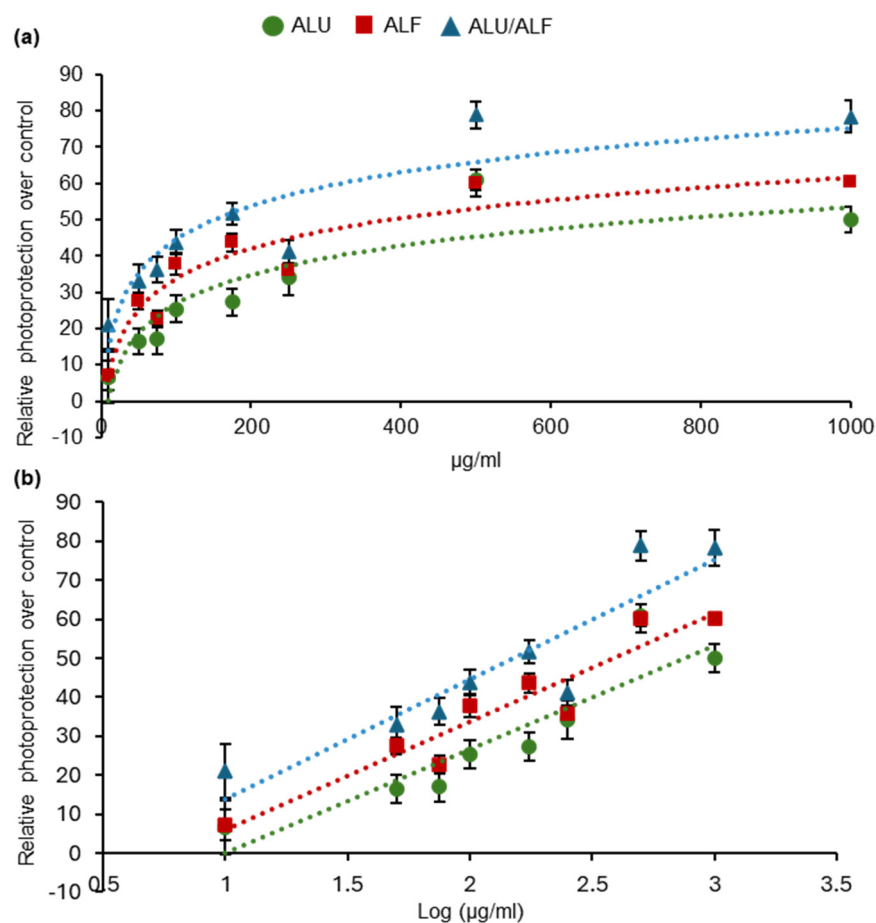 ALU ALF ALU/ALF
(a)
Relative photoprotection over control
90
80
70
60
50
40
30
20
10
0
-10
0 200 400 600 800 1000
µg/ml
(b)
Relative photoprotection over control
90
80
70
60
50
40
30
20
10
0
-10
0.5 1 1.5 2 2.5 3 3.5
Log (µg/ml)